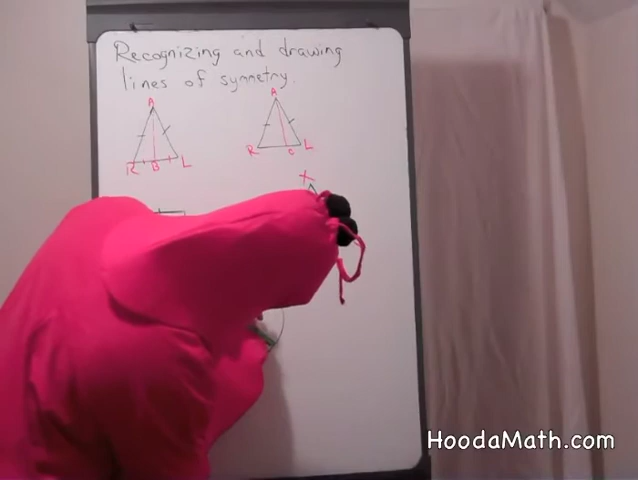 Recognizing and drawing
lines of symmetry.
A
A
R B L
R C L
X
HoodaMath.com